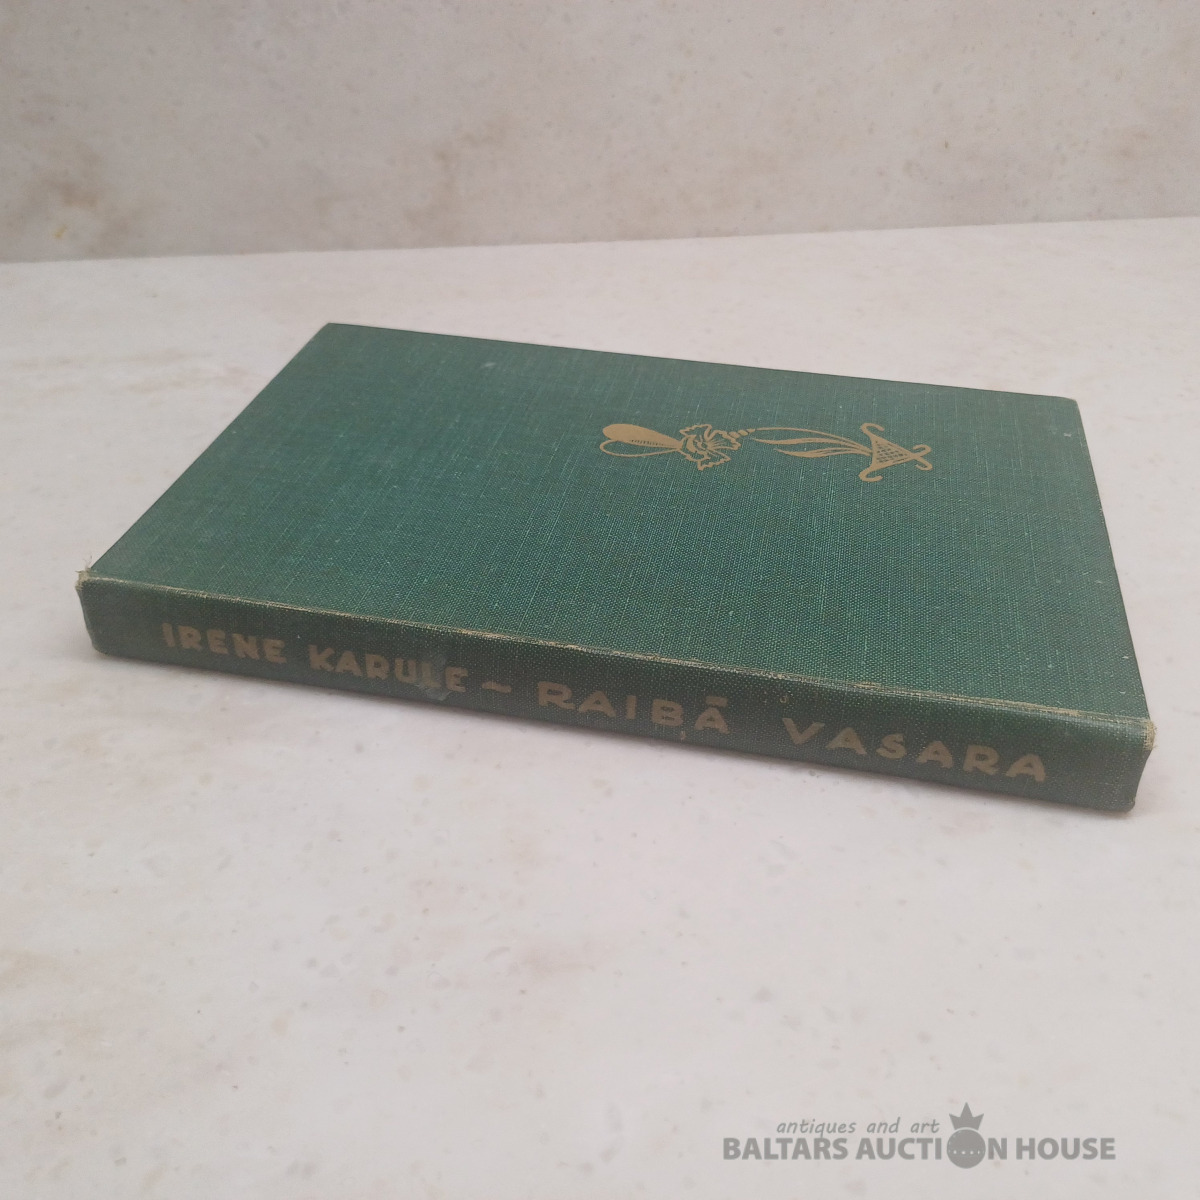 IRENE KARULE – RAIBĀ VASARA
antiques and art
BALTARS AUCTION HOUSE